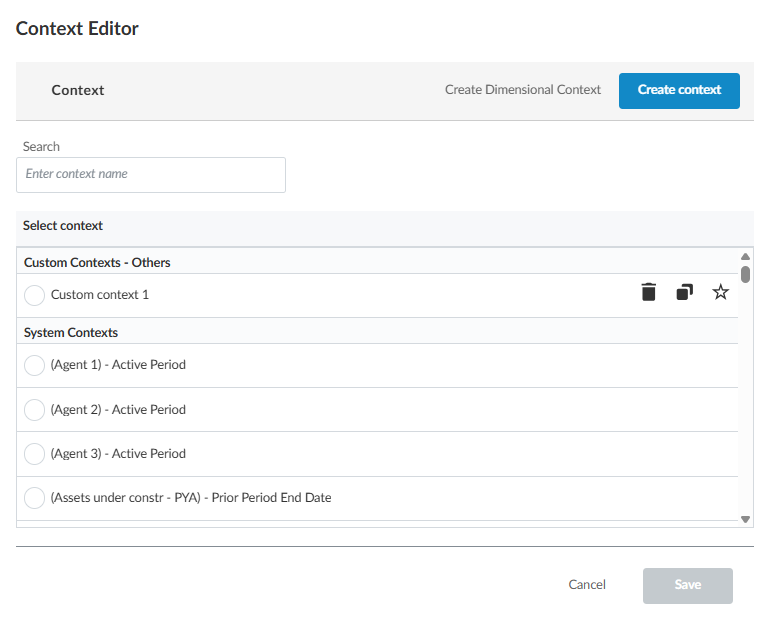 Context Editor
Context
Create Dimensional Context
Create context
Search
Enter context name
Select context
Custom Contexts - Others
Custom context 1
System Contexts
(Agent 1) - Active Period
(Agent 2) - Active Period
(Agent 3) - Active Period
(Assets under constr - PYA) - Prior Period End Date
Cancel
Save